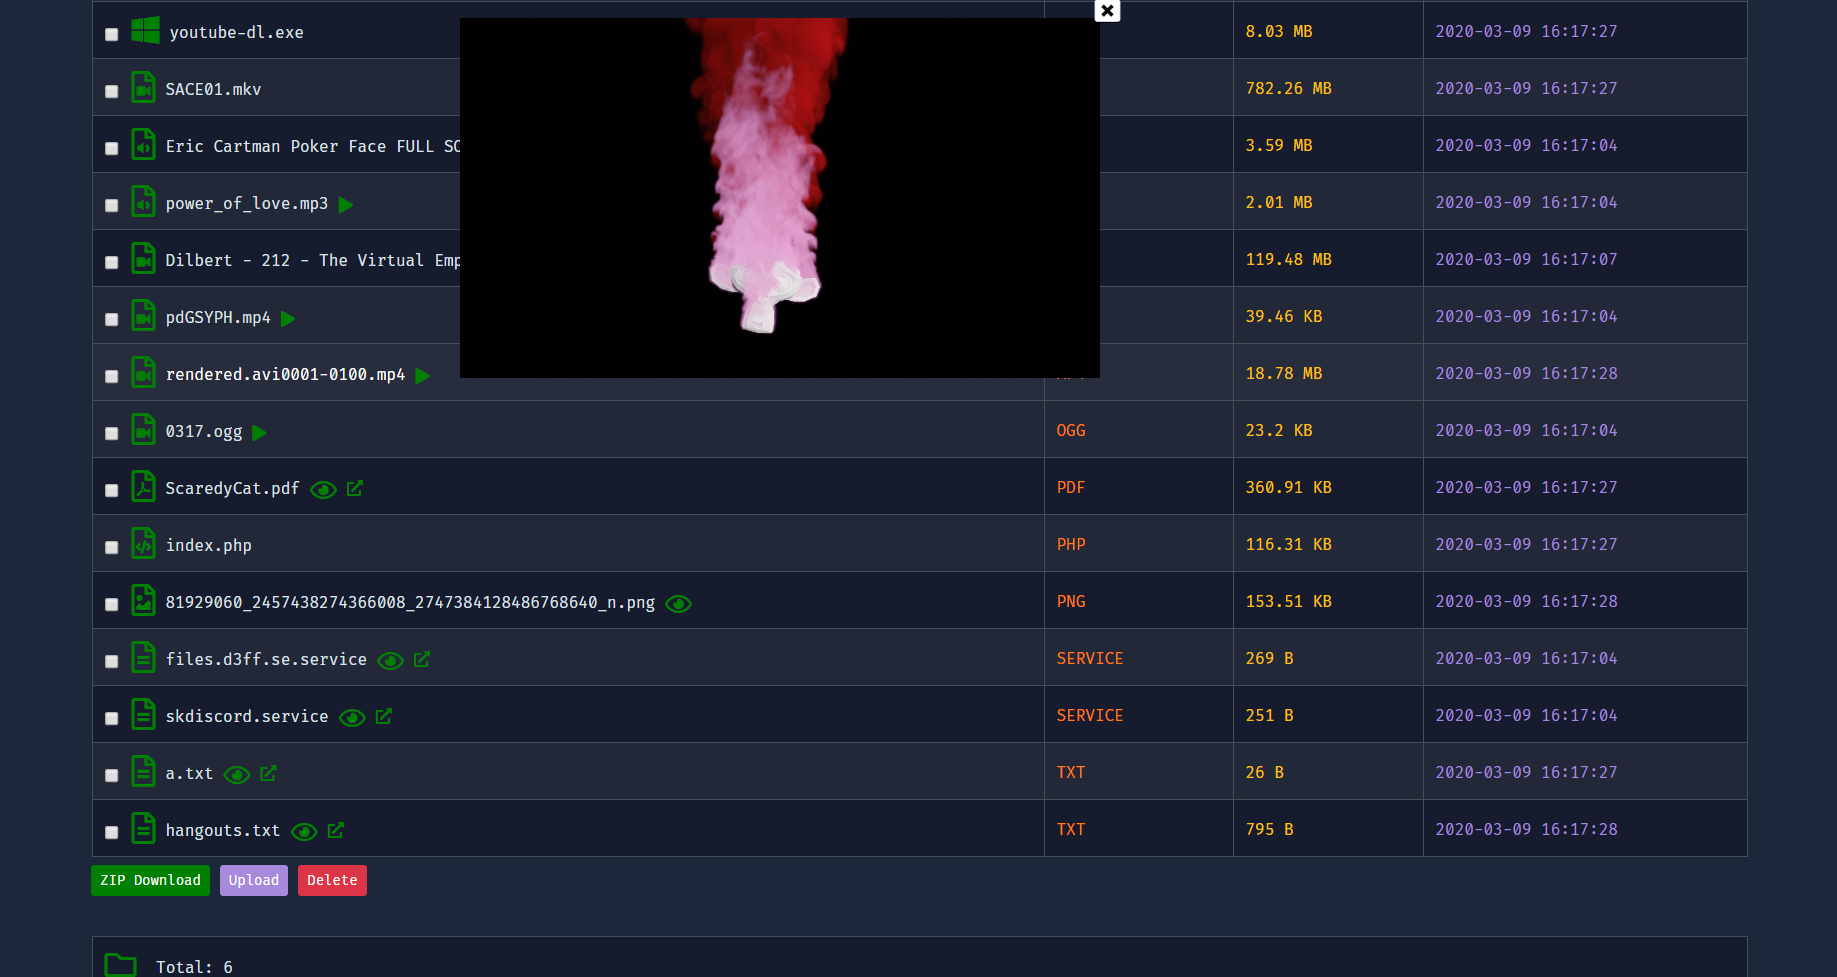 youtube-dl.exe 8.03 MB 2020-03-09 16:17:27
SACE01.mkv 782.26 MB 2020-03-09 16:17:27
Eric Cartman Poker Face FULL 3.59 MB 2020-03-09 16:17:04
power_of_love.mp3 2.01 MB 2020-03-09 16:17:04
Dilbert - 212 - The Virtual Emp 119.48 MB 2020-03-09 16:17:07
pdGSYPH.mp4 39.46 KB 2020-03-09 16:17:04
rendered.avi0001-0100.mp4 18.78 MB 2020-03-09 16:17:28
0317.ogg OGG 23.2 KB 2020-03-09 16:17:04
ScaredyCat.pdf PDF 360.91 KB 2020-03-09 16:17:27
index.php PHP 116.31 KB 2020-03-09 16:17:27
81929060_2457438274366008_2747384128486768640_n.png PNG 153.51 KB 2020-03-09 16:17:28
files.d3ff.se.service SERVICE 269 B 2020-03-09 16:17:04
skdiscord.service SERVICE 251 B 2020-03-09 16:17:04
a.txt TXT 26 B 2020-03-09 16:17:27
hangouts.txt TXT 795 B 2020-03-09 16:17:28
ZIP Download Upload Delete
Total: 6